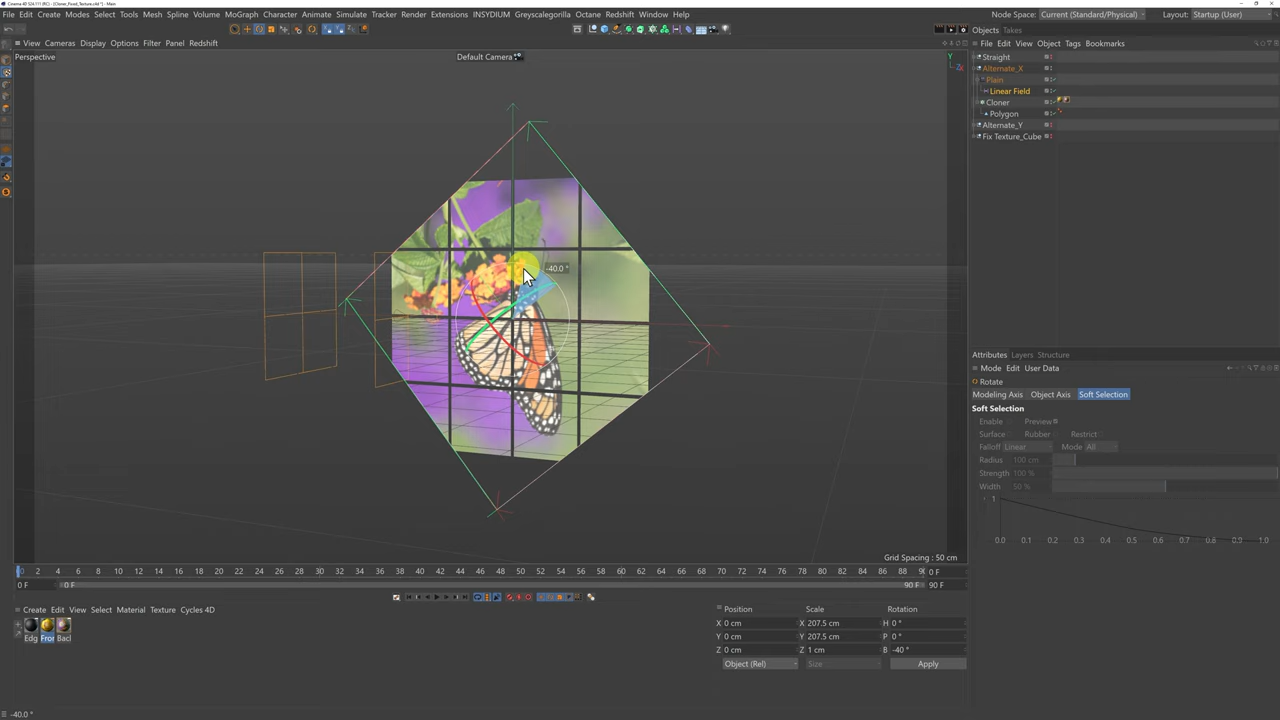 Cinema 4D S24.111 (RC) - [Cloner_Fixed_Texture.c4d *] - Main
File Edit Create Modes Select Tools Mesh Spline Volume MoGraph Character Animate Simulate Tracker Render Extensions INSYDIUM Greyscalegorilla Octane Redshift Window Help Node Space: Current (Standard/Physical) Layout: Startup (User)
Objects Takes
View Cameras Display Options Filter Panel Redshift
File Edit View Object Tags Bookmarks
Perspective
Default Camera
Y
Straight
Alternate_X
Plain
Linear Field
Cloner
Polygon
Alternate_Y
Fix Texture_Cube
-40.0 °
Attributes Layers Structure
Mode Edit User Data
Rotate
Modeling Axis Object Axis Soft Selection
Soft Selection
Enable Preview
Surface Rubber Restrict
Falloff Linear Mode All
Radius 100 cm
Strength 100 %
Width 50 %
1
0.0 0.1 0.2 0.3 0.4 0.5 0.6 0.7 0.8 0.9 1.0
Grid Spacing : 50 cm
0 2 4 6 8 10 12 14 16 18 20 22 24 26 28 30 32 34 36 38 40 42 44 46 48 50 52 54 56 58 60 62 64 66 68 70 72 74 76 78 80 82 84 86 88 0 F
0 F 0 F 90 F 90 F
Create Edit View Select Material Texture Cycles 4D
Edg Fror Bacl
Position Scale Rotation
X 0 cm X 207.5 cm H 0 °
Y 0 cm Y 207.5 cm P 0 °
Z 0 cm Z 1 cm B -40 °
Object (Rel) Size Apply
-40.0 °